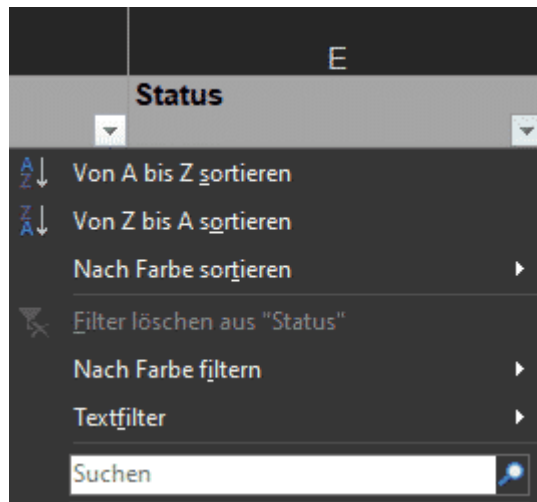 E
Status
Von A bis Z sortieren
Von Z bis A sortieren
Nach Farbe sortieren
Filter löschen aus "Status"
Nach Farbe filtern
Textfilter
Suchen